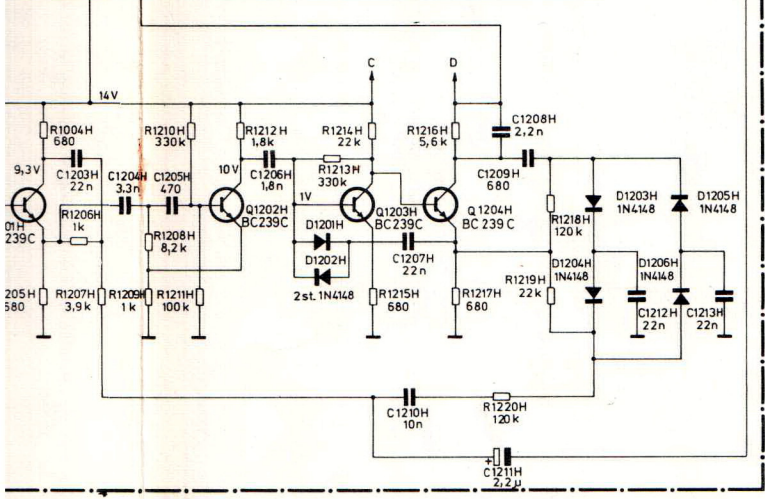 C
D
14V
R1004H
680
C1203H
22n
9,3V
C1204H
3.3n
R1210H
330k
C1205H
470
R1212H
1,8k
C1206H
1,8n
10V
R1214H
22k
R1213H
330k
1V
R1216H
5,6k
C1208H
2,2n
C1209H
680
01H
239C
R1206H
1k
R1208H
8,2k
Q1202H
BC239C
D1201H
D1202H
2st. 1N4148
Q1203H
BC239C
C1207H
22n
Q1204H
BC 239 C
R1218H
120k
D1203H
1N4148
D1205H
1N4148
205H
680
R1207H
3,9k
R1209H
1k
R1211H
100k
R1215H
680
R1217H
680
R1219H
22k
D1204H
1N4148
D1206H
1N4148
C1212H
22n
C1213H
22n
C1210H
10n
R1220H
120k
+
C1211H
2,2µ